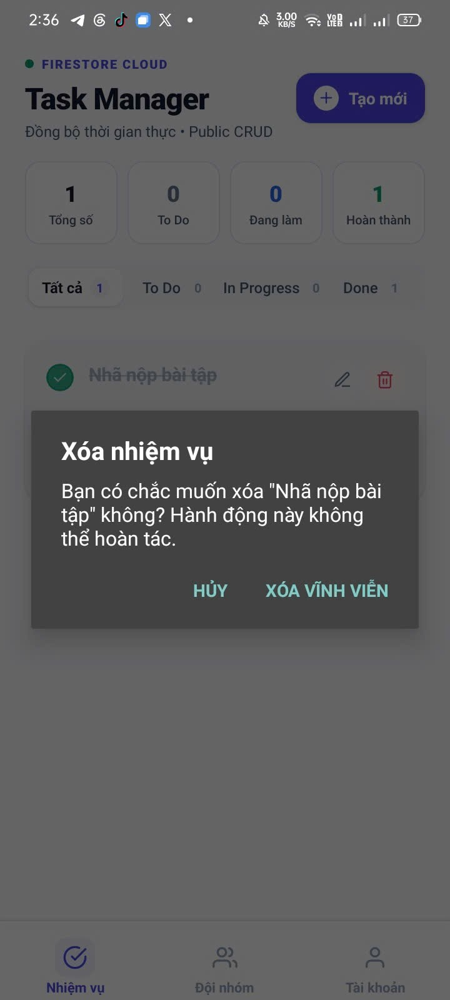 2:36
3.00
KB/S
Vo D
LTE 2
37
FIRESTORE CLOUD
Task Manager
Tạo mới
Đồng bộ thời gian thực • Public CRUD
1
0
0
1
Tổng số
To Do
Đang làm
Hoàn thành
Tất cả 1
To Do 0
In Progress 0
Done 1
Nhã nộp bài tập
Xóa nhiệm vụ
Bạn có chắc muốn xóa "Nhã nộp bài
tập" không? Hành động này không
thể hoàn tác.
HỦY
XÓA VĨNH VIỄN
Nhiệm vụ
Đội nhóm
Tài khoản